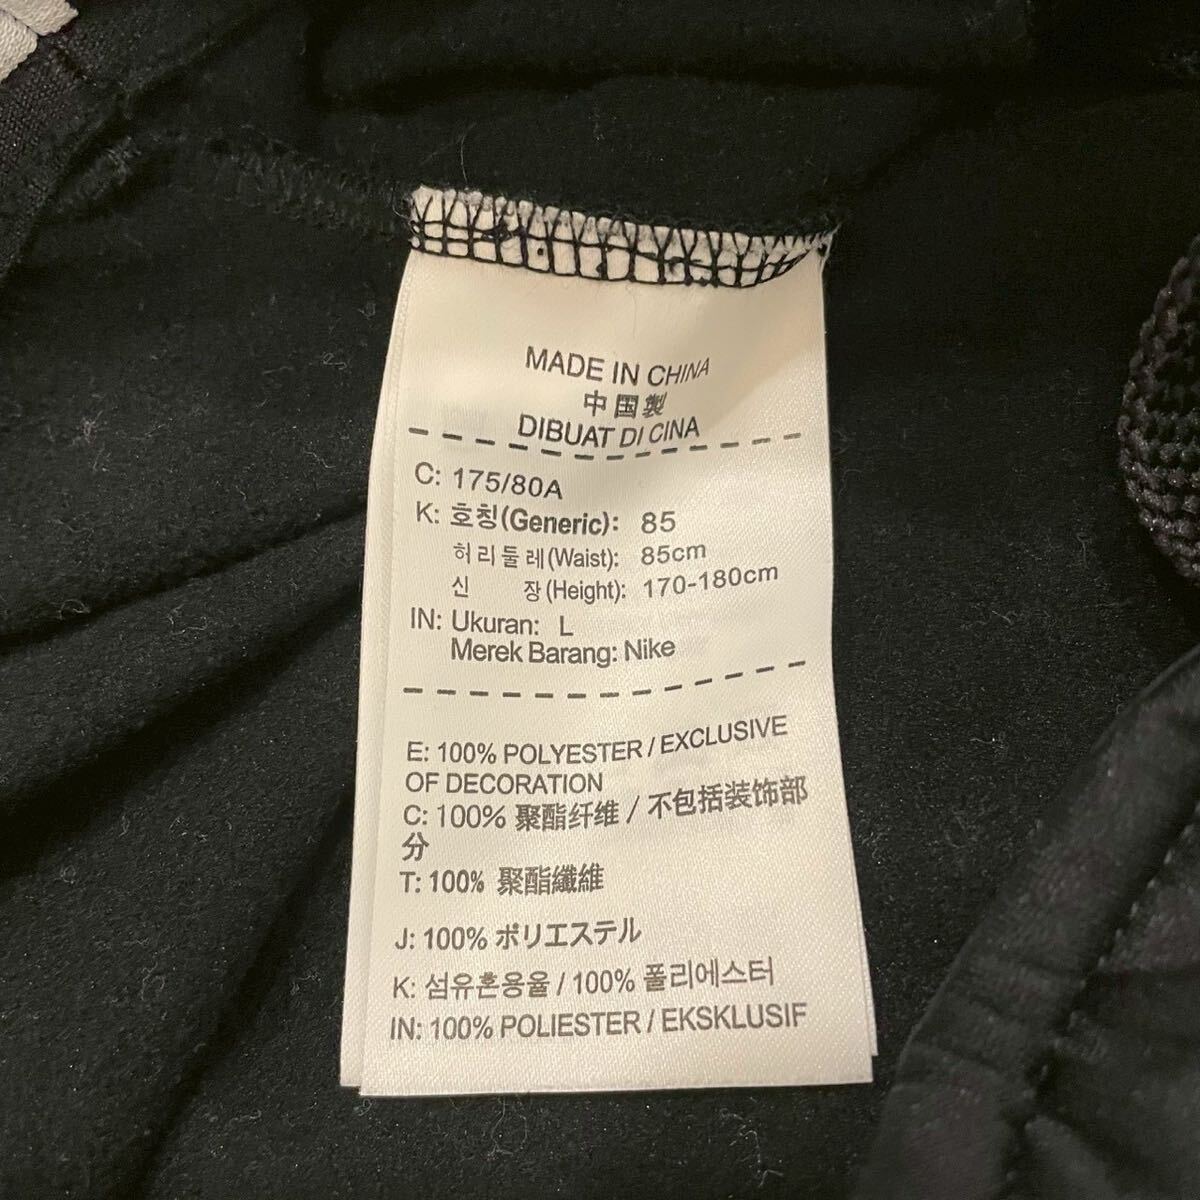 MADE IN CHINA
中国製
DIBUAT DI CINA
C: 175/80A
K: 호칭(Generic): 85
허리둘레(Waist): 85cm
신 장(Height): 170-180cm
IN: Ukuran: L
Merek Barang: Nike
E: 100% POLYESTER / EXCLUSIVE
OF DECORATION
C: 100% 聚酯纤维 / 不包括装饰部
分
T: 100% 聚酯纖維
J: 100% ポリエステル
K: 섬유혼용율 / 100% 폴리에스터
IN: 100% POLIESTER / EKSKLUSIF